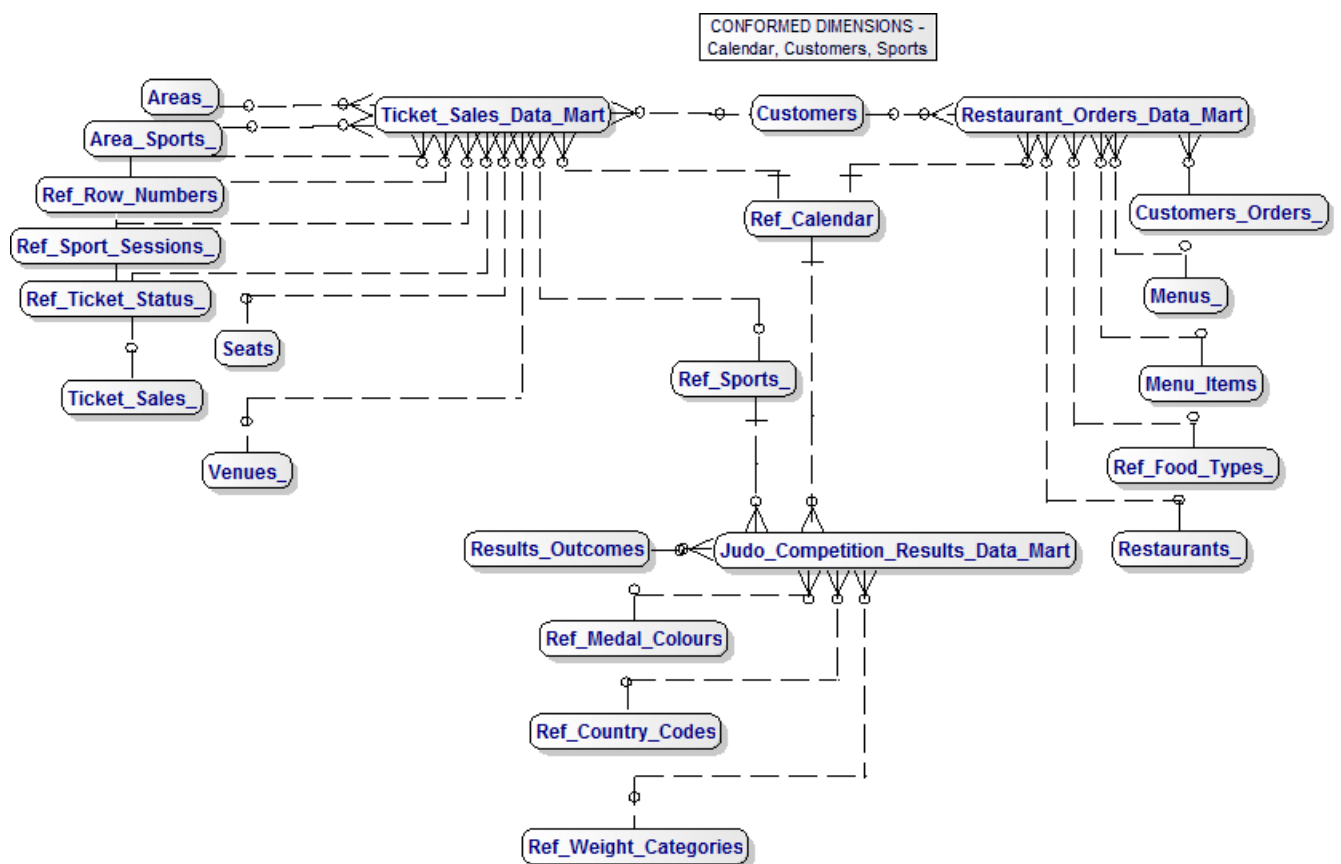 CONFORMED DIMENSIONS -
Calendar, Customers, Sports
Areas_
Ticket_Sales_Data_Mart
Customers
Restaurant_Orders_Data_Mart
Area_Sports_
Ref_Row_Numbers
Ref_Calendar
Customers_Orders_
Ref_Sport_Sessions_
Ref_Ticket_Status_
Menus_
Seats
Ref_Sports_
Menu_Items
Ticket_Sales_
Venues_
Ref_Food_Types_
Results_Outcomes
Judo_Competition_Results_Data_Mart
Restaurants_
Ref_Medal_Colours
Ref_Country_Codes
Ref_Weight_Categories